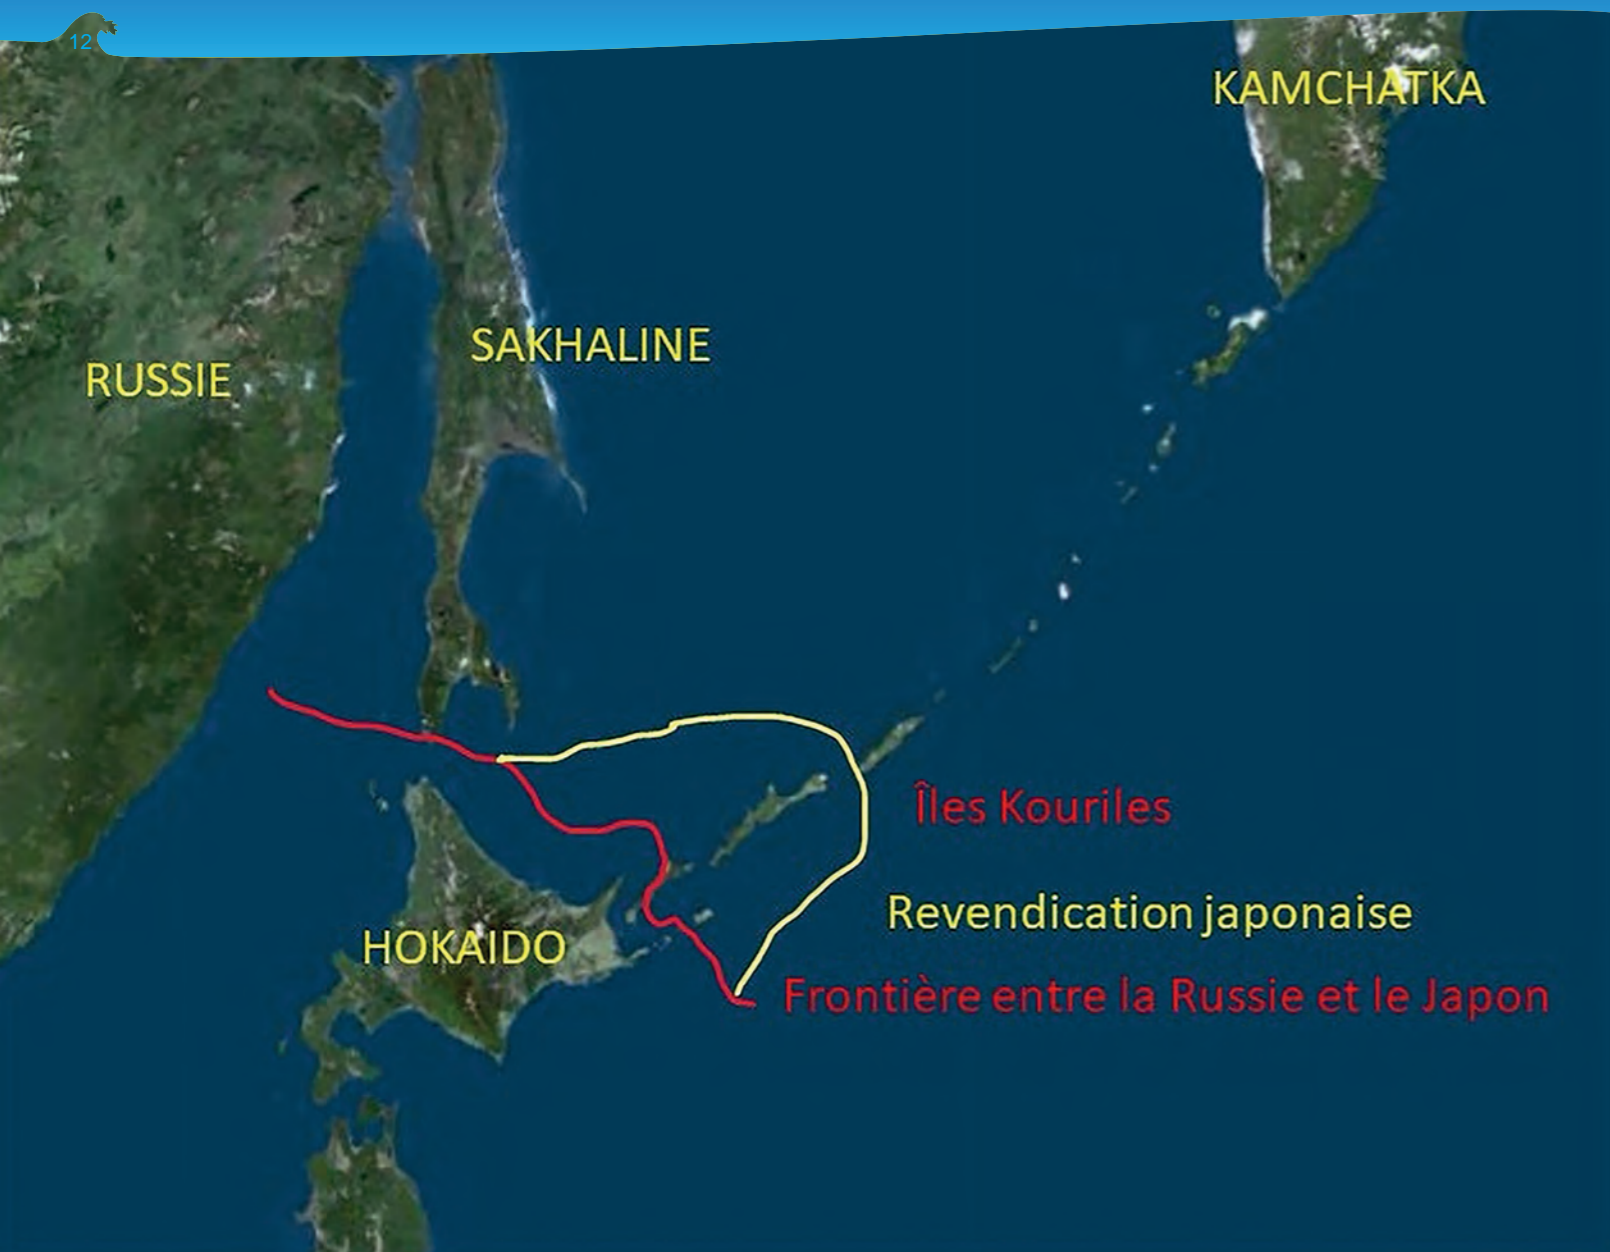 12
KAMCHATKA
SAKHALINE
RUSSIE
Îles Kouriles
Revendication japonaise
HOKAIDO
Frontière entre la Russie et le Japon